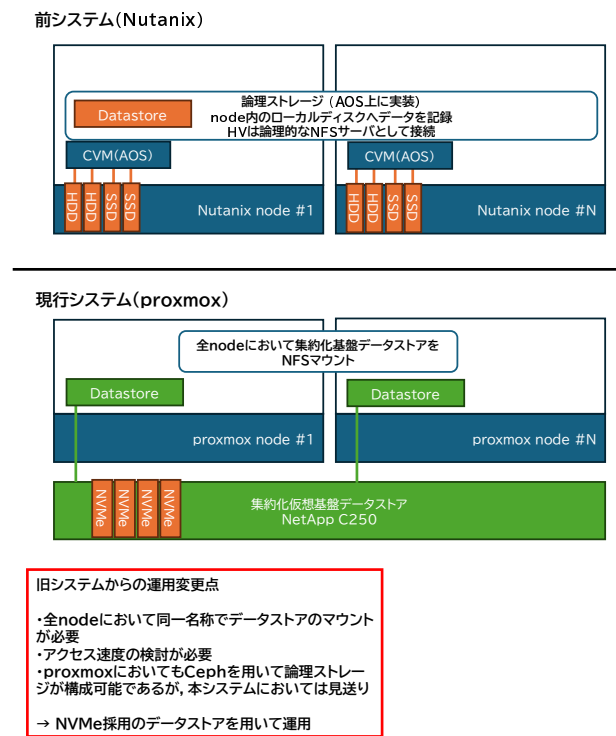 前システム(Nutanix)
論理ストレージ (AOS上に実装)
node内のローカルディスクへデータを記録
HVは論理的なNFSサーバとして接続
Datastore
CVM(AOS)
CVM(AOS)
HDD
HDD
SSD
SSD
Nutanix node #1
HDD
HDD
SSD
SSD
Nutanix node #N
現行システム(proxmox)
全nodeにおいて集約化基盤データストアを
NFSマウント
Datastore
Datastore
proxmox node #1
proxmox node #N
NVMe
NVMe
NVMe
NVMe
集約化仮想基盤データストア
NetApp C250
旧システムからの運用変更点
・全nodeにおいて同一名称でデータストアのマウント
が必要
・アクセス速度の検討が必要
・proxmoxにおいてもCephを用いて論理ストレー
ジが構成可能であるが,本システムにおいては見送り
→ NVMe採用のデータストアを用いて運用